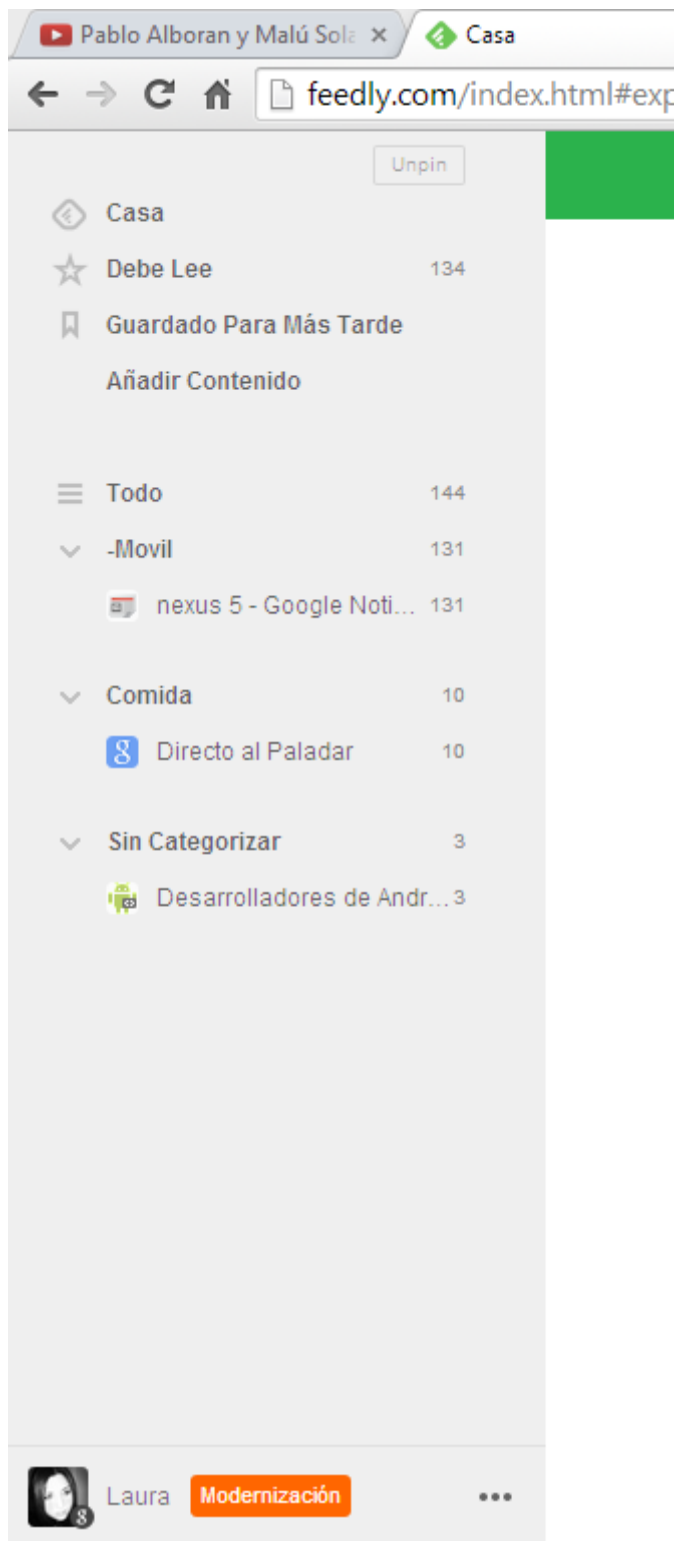 Pablo Alboran y Malú Sola
Casa
feedly.com/index.html#exp
Unpin
Casa
Debe Lee 134
Guardado Para Más Tarde
Añadir Contenido
Todo 144
-Movil 131
nexus 5 - Google Noti... 131
Comida 10
Directo al Paladar 10
Sin Categorizar 3
Desarrolladores de Andr... 3
Laura Modernización